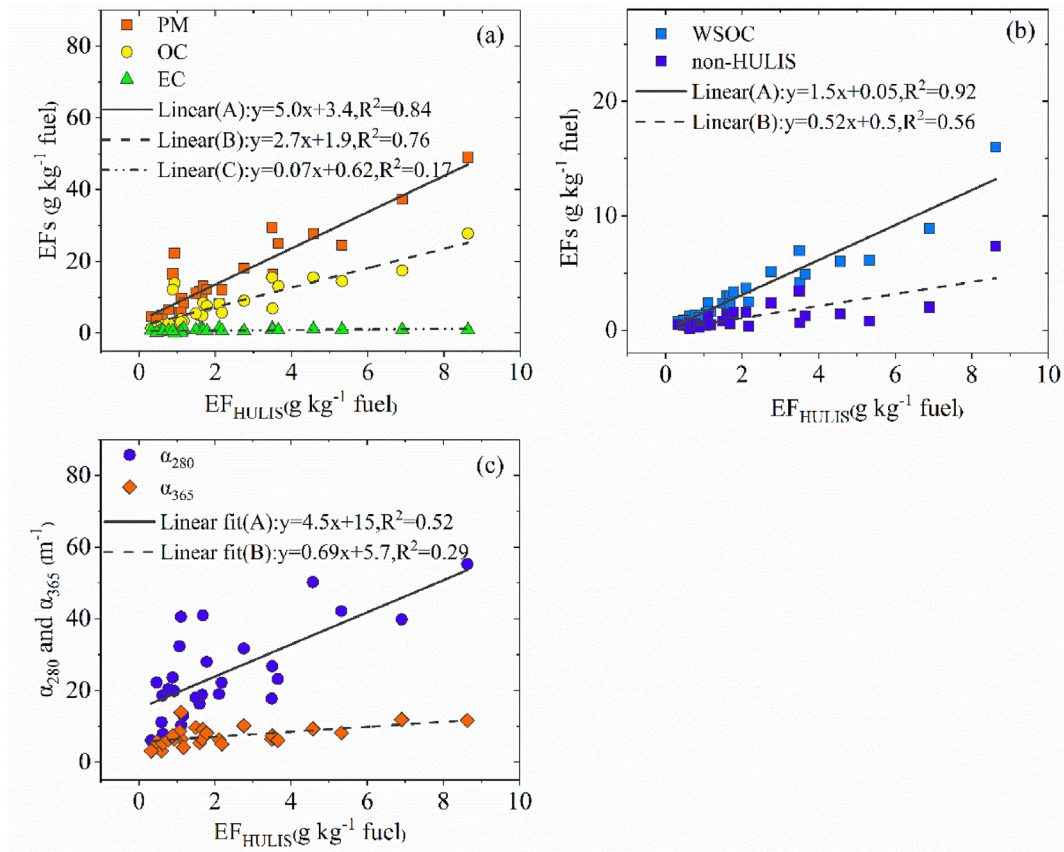 (a)
PM
OC
EC
Linear(A):y=5.0x+3.4,R²=0.84
Linear(B):y=2.7x+1.9,R²=0.76
Linear(C):y=0.07x+0.62,R²=0.17
EFs (g kg⁻¹ fuel)
80
60
40
20
0
0 2 4 6 8 10
EF_HULIS(g kg⁻¹ fuel)
(b)
WSOC
non-HULIS
Linear(A):y=1.5x+0.05,R²=0.92
Linear(B):y=0.52x+0.5,R²=0.56
EFs (g kg⁻¹ fuel)
20
10
0
0 2 4 6 8 10
EF_HULIS(g kg⁻¹ fuel)
(c)
α₂₈₀
α₃₆₅
Linear fit(A):y=4.5x+15,R²=0.52
Linear fit(B):y=0.69x+5.7,R²=0.29
α₂₈₀ and α₃₆₅ (m⁻¹)
80
60
40
20
0
0 2 4 6 8 10
EF_HULIS(g kg⁻¹ fuel)